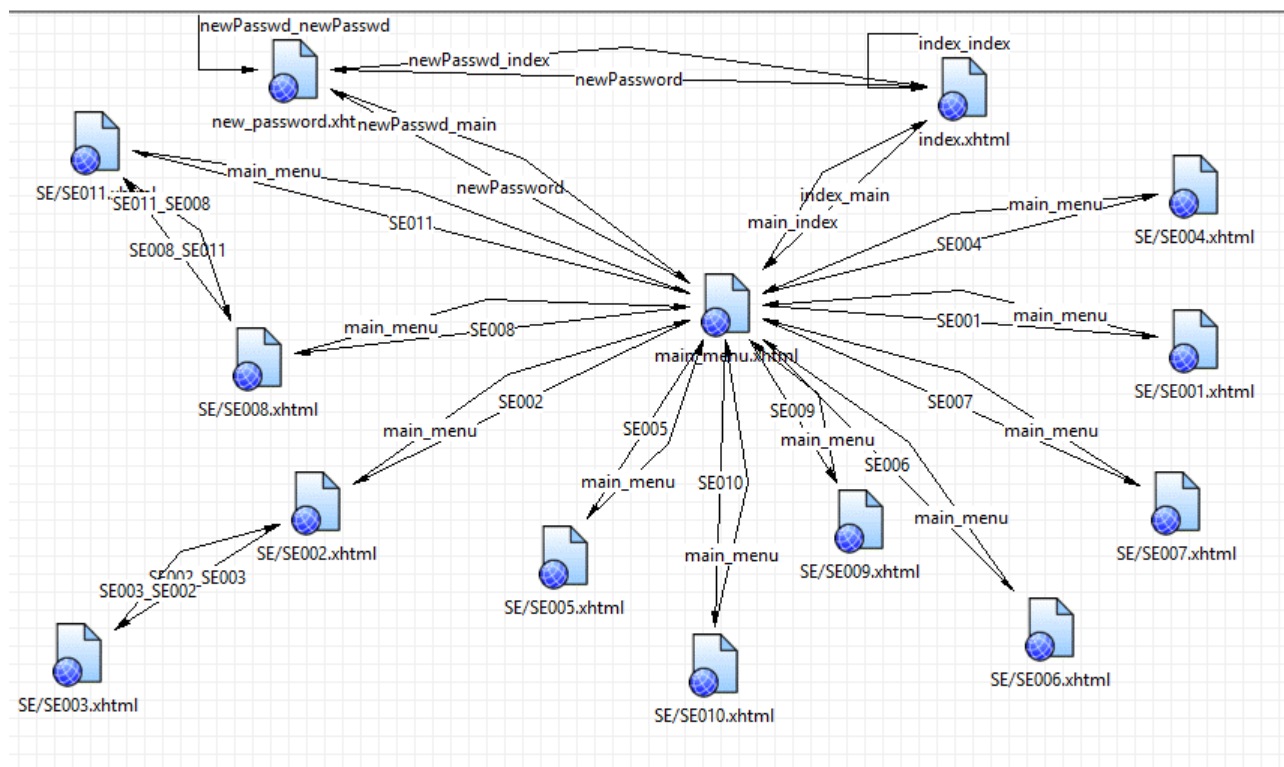 newPasswd_newPasswd
index_index
newPasswd_index
newPassword
new_password.xht
newPasswd_main
index.xhtml
main_menu
newPassword
index_main
main_menu
SE/SE011.xhtml
SE011_SE008
SE011
main_index
SE004
SE/SE004.xhtml
SE008_SE011
main_menu
SE008
SE001
main_menu
main_menu.xhtml
SE/SE001.xhtml
SE/SE008.xhtml
SE002
SE009
SE007
main_menu
SE005
main_menu
main_menu
SE006
main_menu
SE010
main_menu
SE/SE002.xhtml
main_menu
SE/SE009.xhtml
SE/SE007.xhtml
SE002_SE003
SE003_SE002
SE/SE005.xhtml
SE/SE006.xhtml
SE/SE003.xhtml
SE/SE010.xhtml